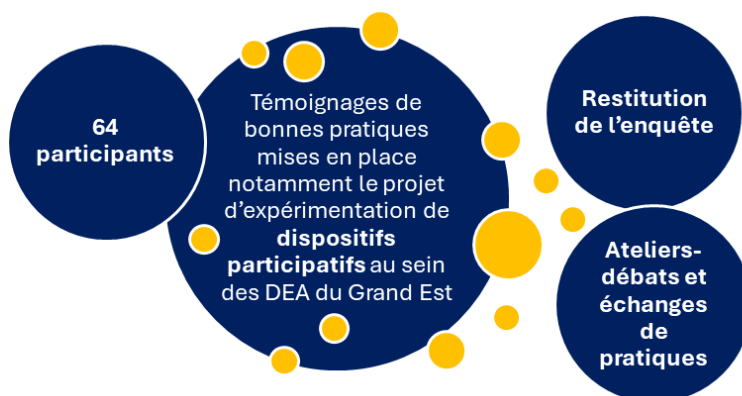 64
participants
Témoignages de
bonnes pratiques
mises en place
notamment le projet
d’expérimentation de
dispositifs
participatifs au sein
des DEA du Grand Est
Restitution
de l’enquête
Ateliers-
débats et
échanges
de
pratiques